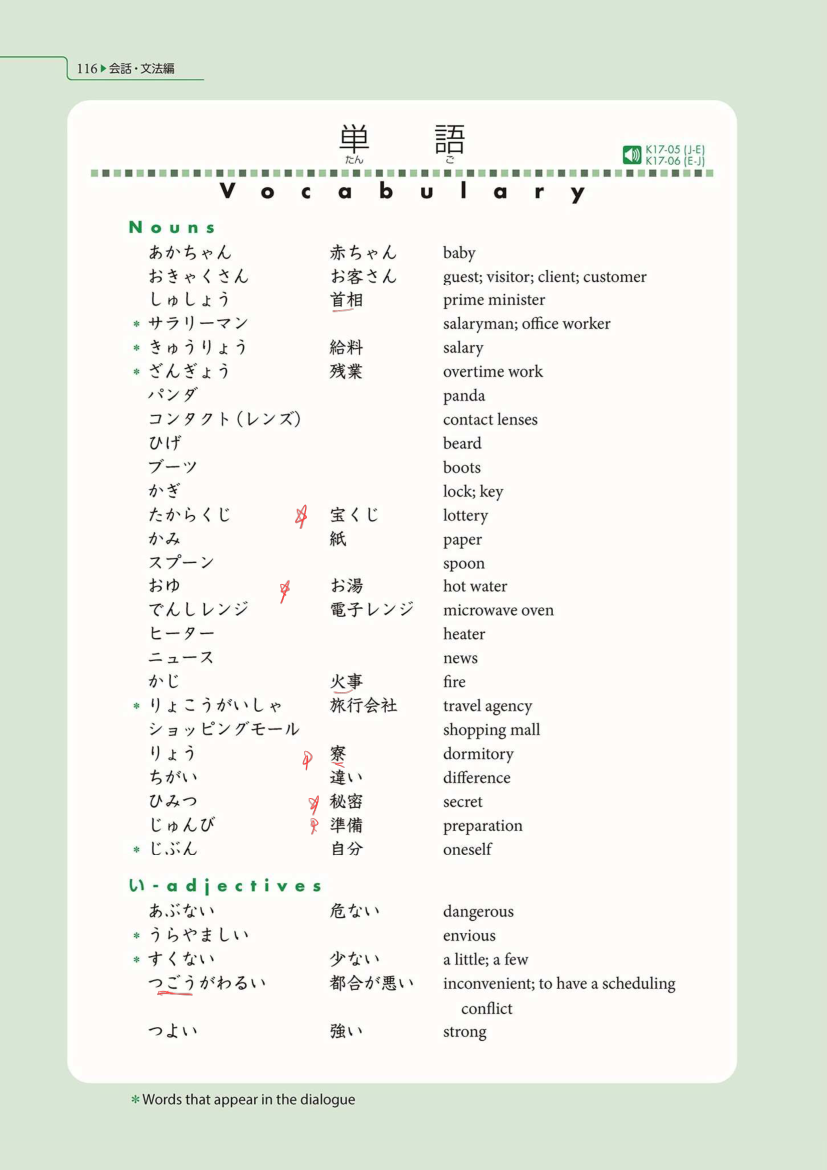 116▶会話・文法編
単語
たん ご
K17-05 (J-E)
K17-06 (E-J)
Vocabulary
Nouns
あかちゃん 赤ちゃん baby
おきゃくさん お客さん guest; visitor; client; customer
しゅしょう 首相 prime minister
* サラリーマン salaryman; office worker
* きゅうりょう 給料 salary
* ざんぎょう 残業 overtime work
パンダ panda
コンタクト(レンズ) contact lenses
ひげ beard
ブーツ boots
かぎ lock; key
たからくじ 宝くじ lottery
かみ 紙 paper
スプーン spoon
おゆ お湯 hot water
でんしレンジ 電子レンジ microwave oven
ヒーター heater
ニュース news
かじ 火事 fire
* りょこうがいしゃ 旅行会社 travel agency
ショッピングモール shopping mall
りょう 寮 dormitory
ちがい 違い difference
ひみつ 秘密 secret
じゅんび 準備 preparation
* じぶん 自分 oneself
い-adjectives
あぶない 危ない dangerous
* うらやましい envious
* すくない 少ない a little; a few
つごうがわるい 都合が悪い inconvenient; to have a scheduling
conflict
つよい 強い strong
* Words that appear in the dialogue